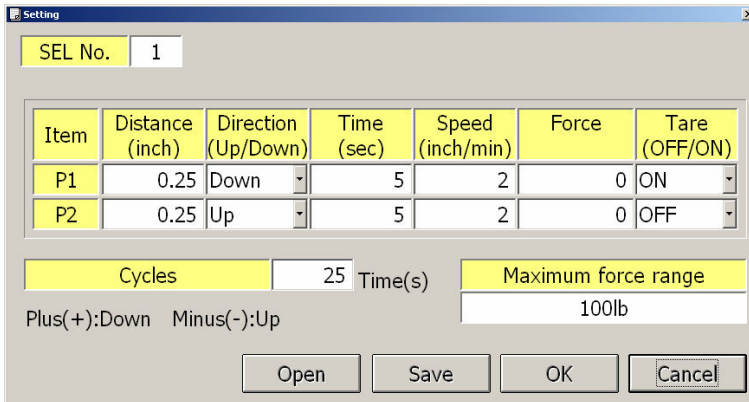 Setting
SEL No. 1
Item Distance (inch) Direction (Up/Down) Time (sec) Speed (inch/min) Force Tare (OFF/ON)
P1 0.25 Down 5 2 0 ON
P2 0.25 Up 5 2 0 OFF
Cycles 25 Time(s) Maximum force range
100lb
Plus(+):Down Minus(-):Up
Open Save OK Cancel